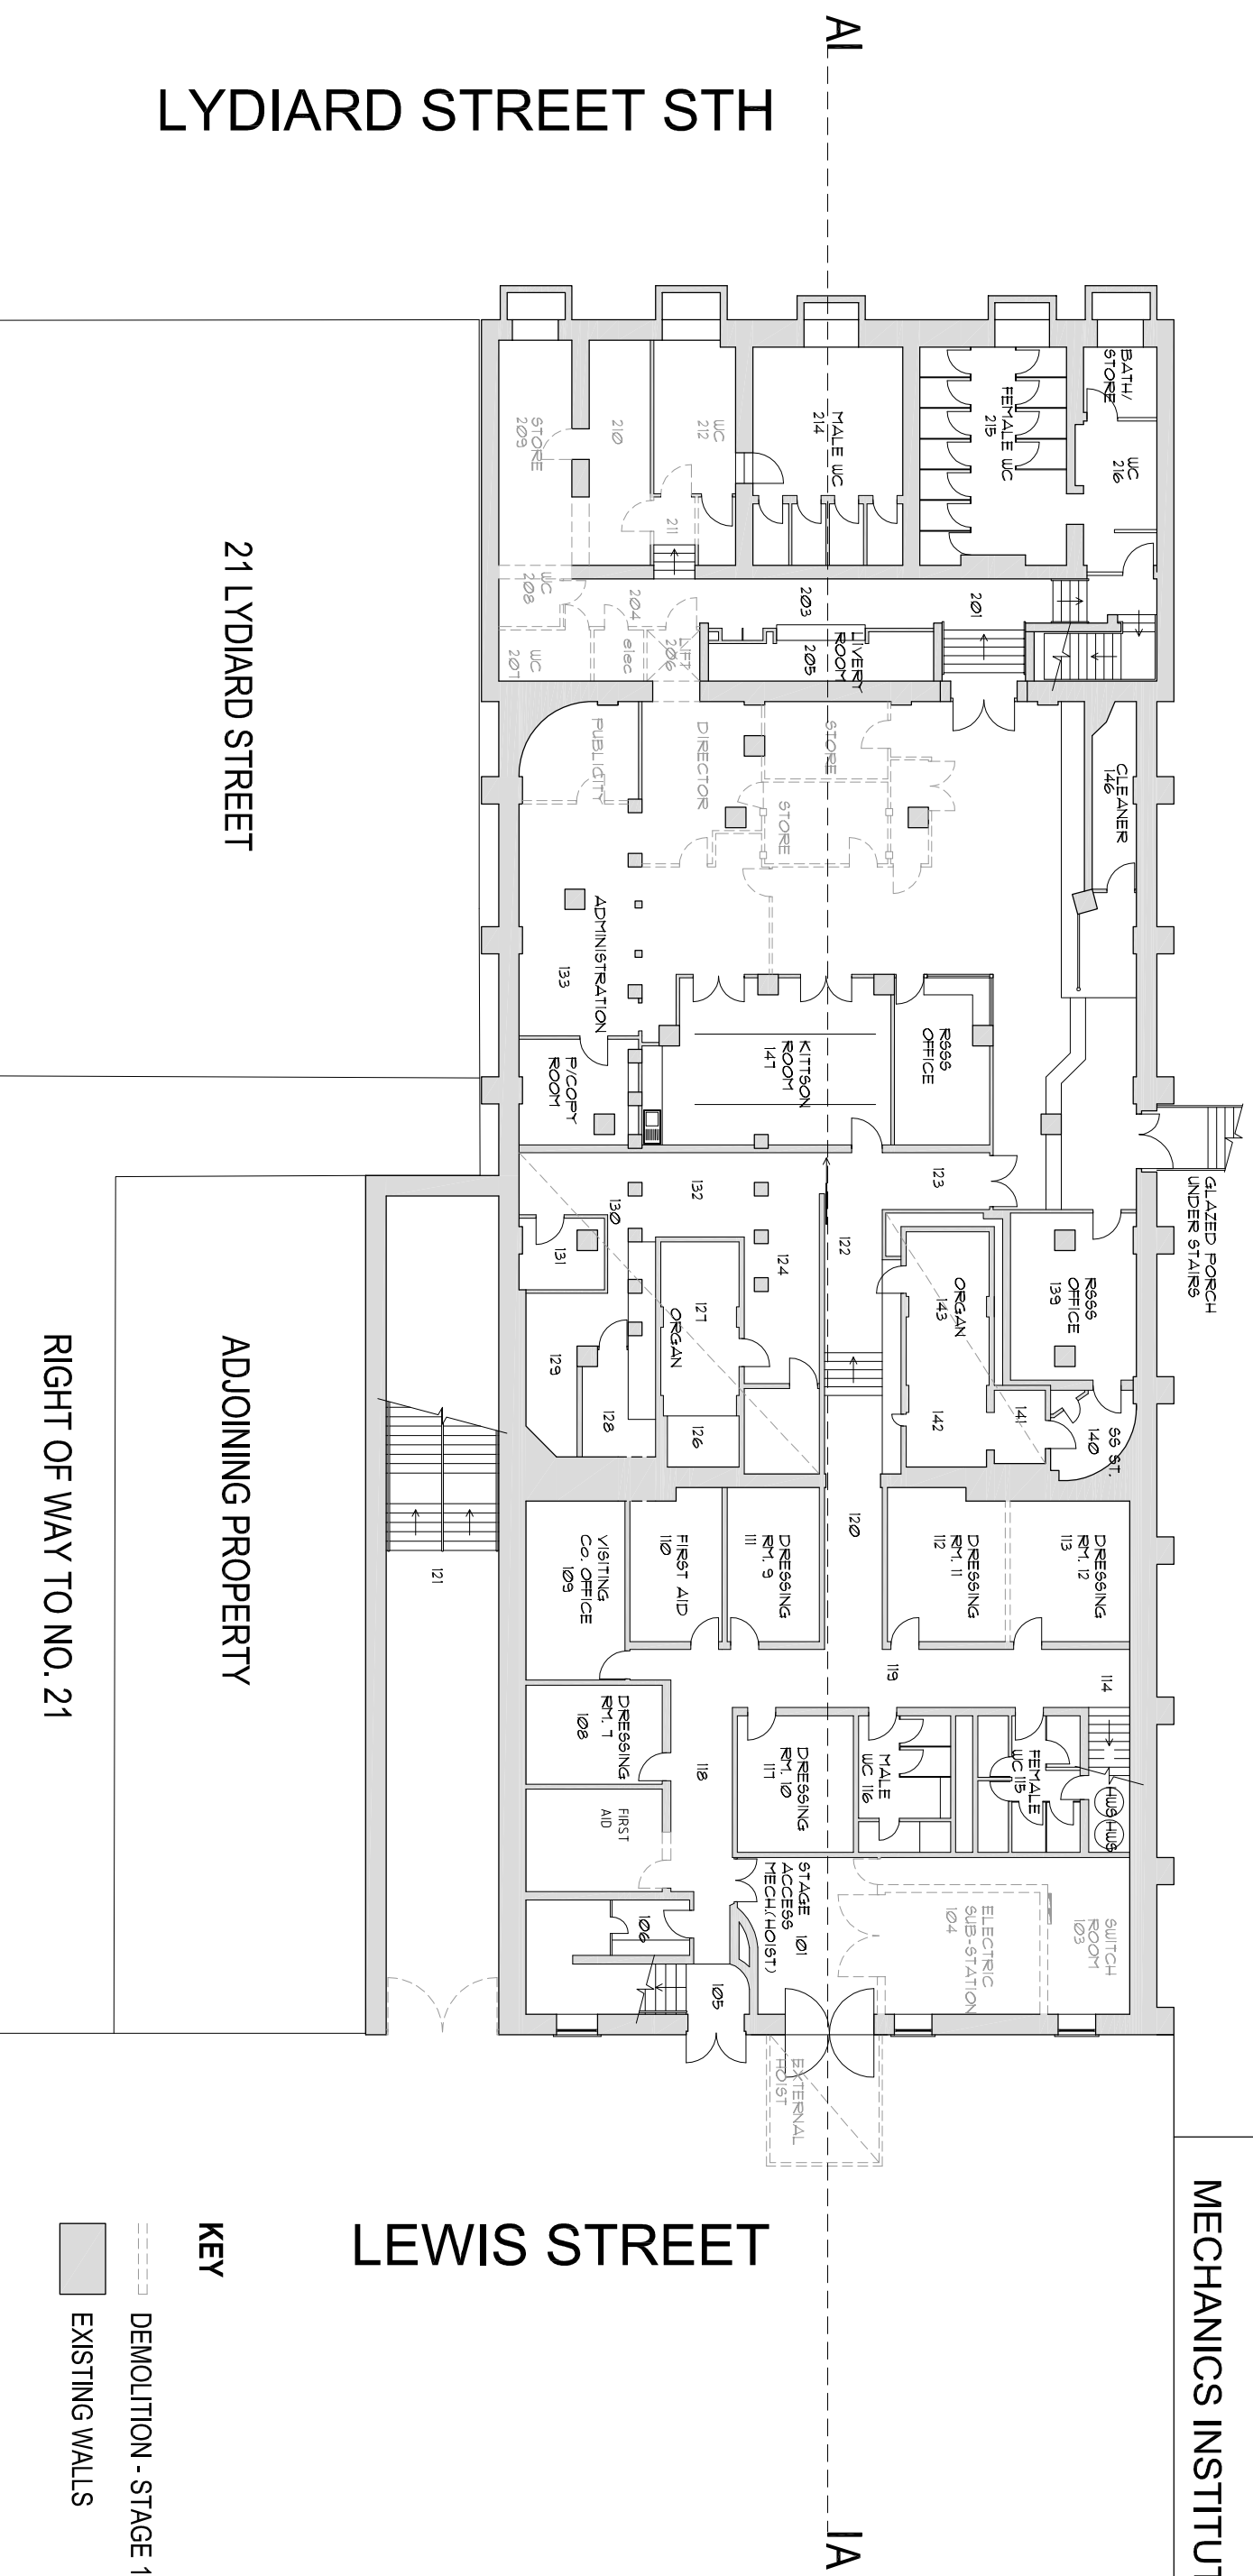 A
LYDIARD STREET STH
BATH/
STORE
WC
216
FEMALE WC
215
MALE WC
214
WC
212
210
211
STORE
209
WC
208
204
203
201
LIVERY
ROOM
205
LIFT
206
elec
WC
207
21 LYDIARD STREET
PUBLICITY
DIRECTOR
STORE
STORE
CLEANER
146
ADMINISTRATION
133
P/COPY
ROOM
KITTSON
ROOM
147
RSSS
OFFICE
GLAZED PORCH
UNDER STAIRS
123
132
130
131
124
122
127
ORGAN
126
128
129
ORGAN
143
142
141
RSSS
OFFICE
139
SS ST.
140
121
ADJOINING PROPERTY
RIGHT OF WAY TO NO. 21
VISITING
CO. OFFICE
109
FIRST AID
110
DRESSING
RM. 9
111
120
DRESSING
RM. 11
112
DRESSING
RM. 12
113
119
114
DRESSING
RM. 7
108
118
DRESSING
RM. 10
117
MALE
WC 116
FEMALE
WC 115
HWS
HWS
FIRST
AID
106
105
STAGE
ACCESS 101
MECH.(HOIST)
ELECTRIC
SUB-STATION
104
SWITCH
ROOM
103
EXTERNAL
HOIST
LEWIS STREET
MECHANICS INSTITUT
KEY
DEMOLITION - STAGE 1
EXISTING WALLS
A